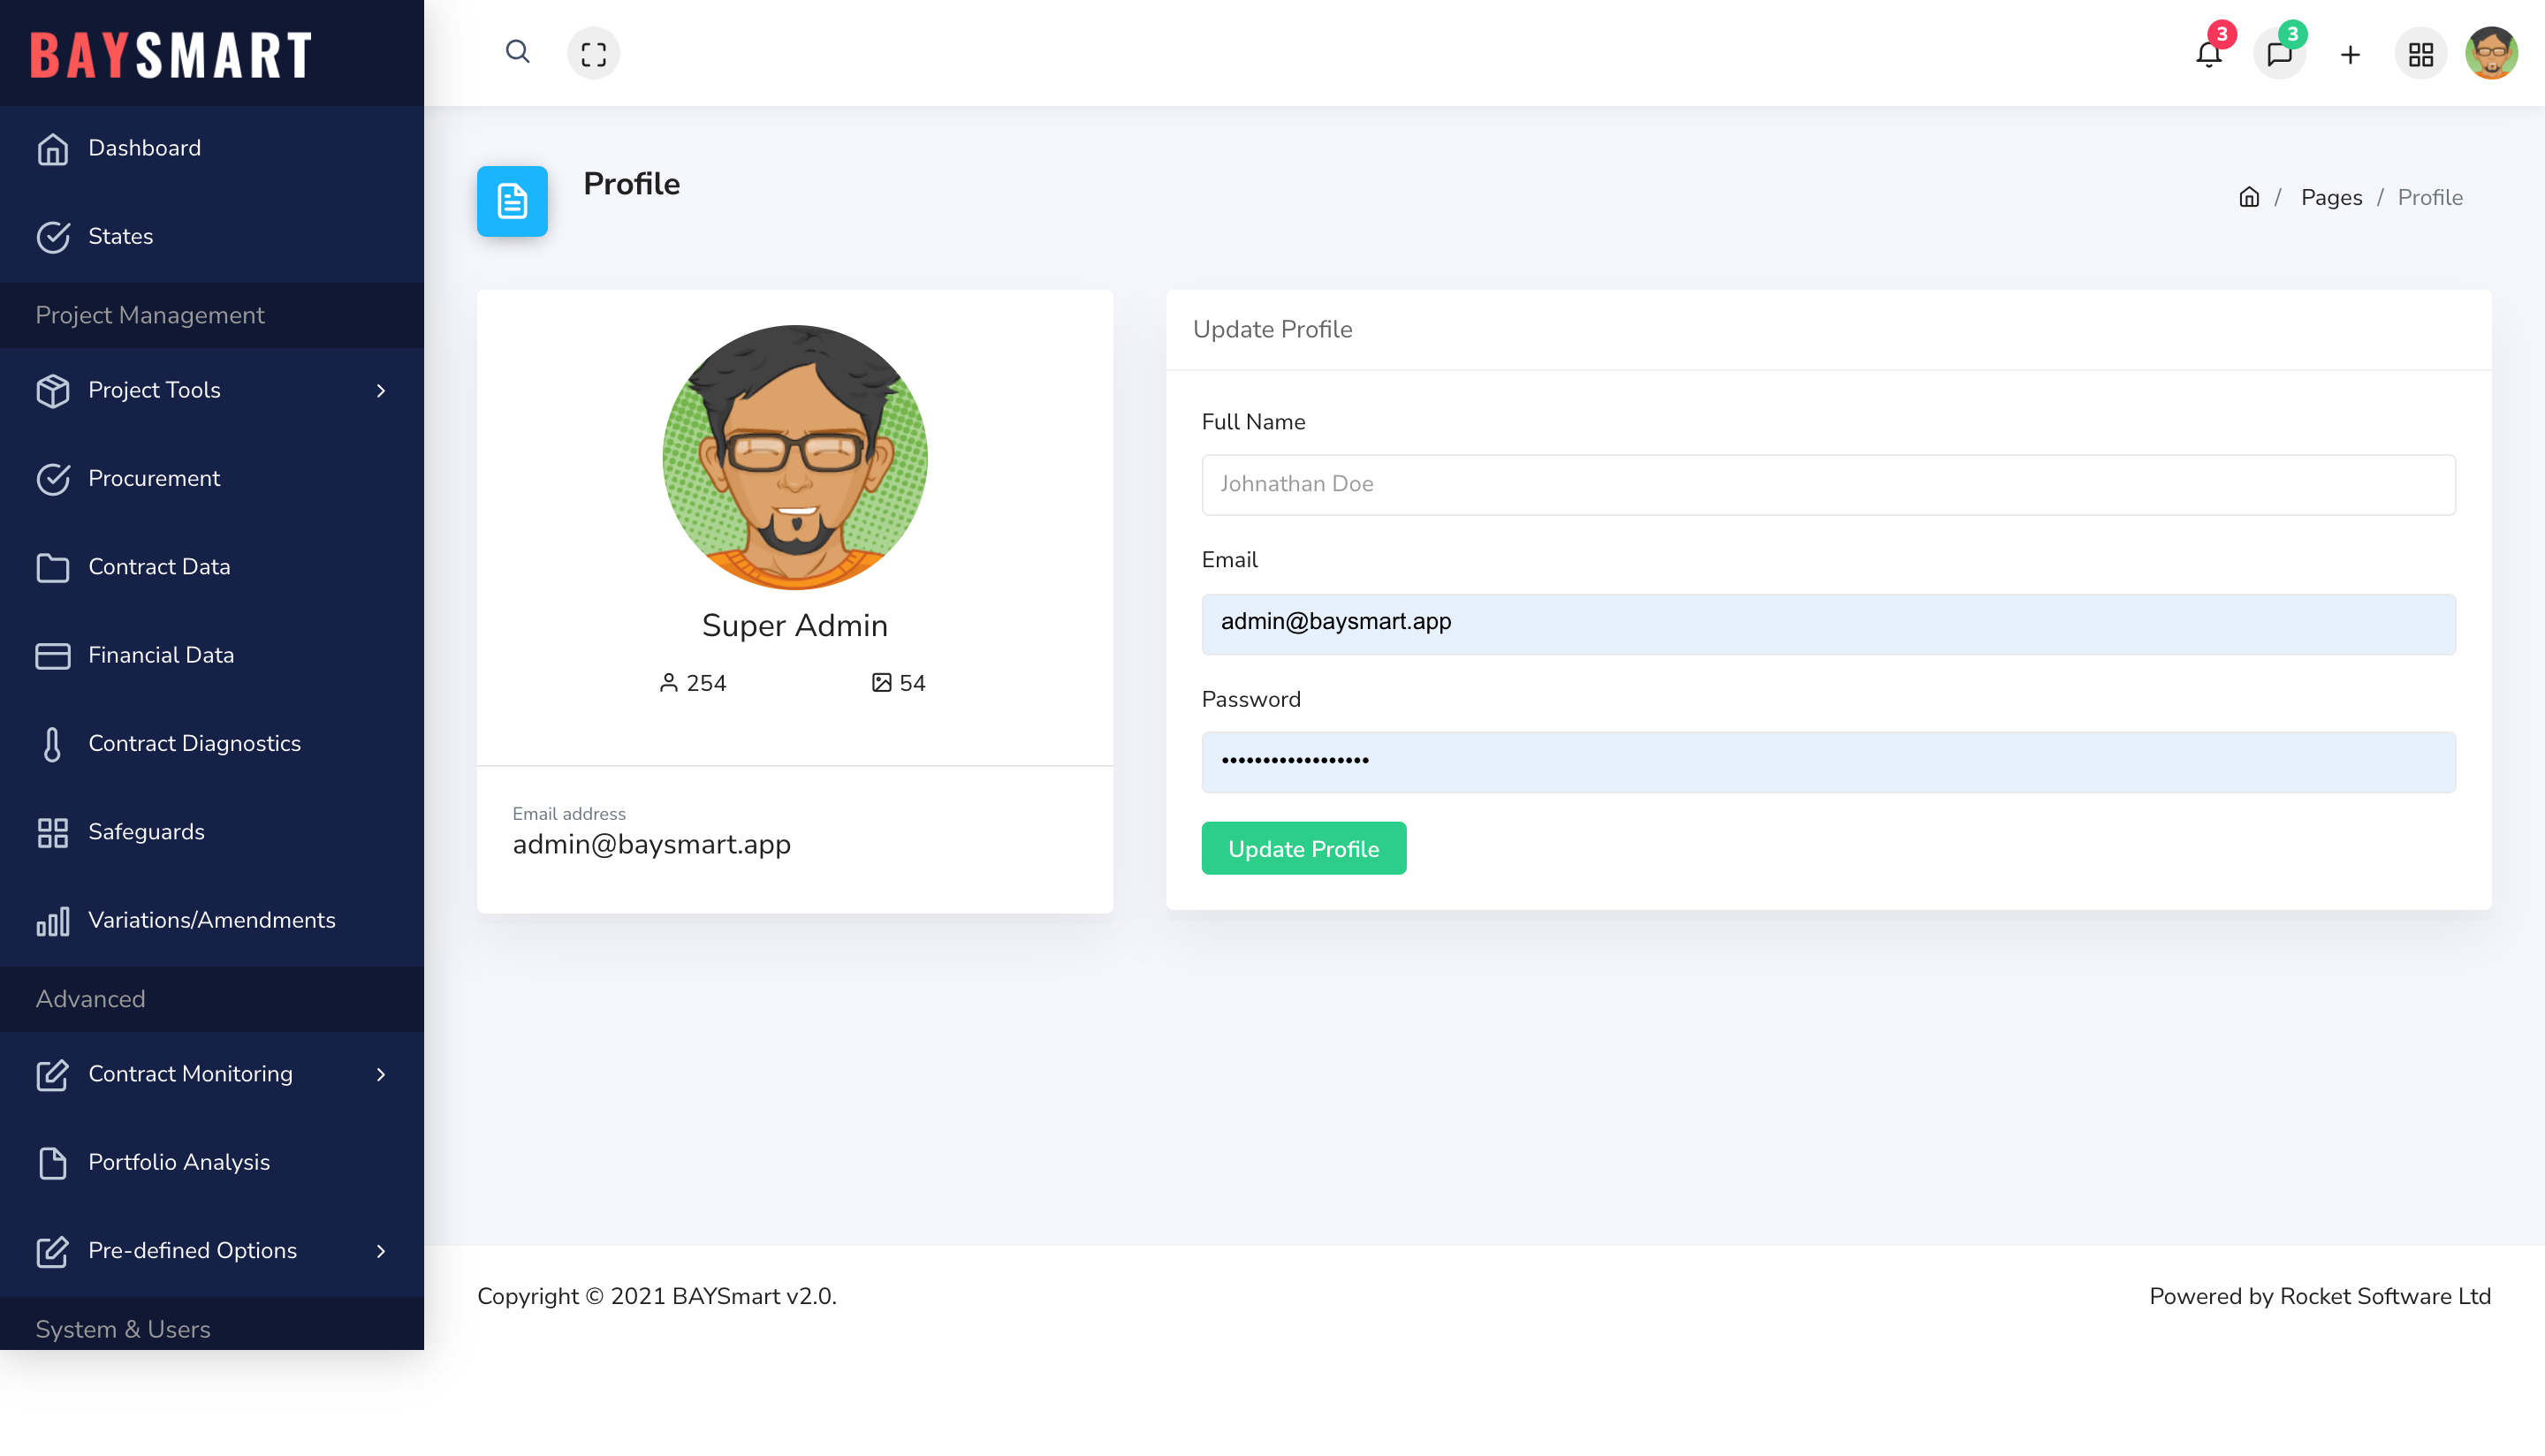 BAYSMART
3
3
Dashboard
States
Project Management
Project Tools
Procurement
Contract Data
Financial Data
Contract Diagnostics
Safeguards
Variations/Amendments
Advanced
Contract Monitoring
Portfolio Analysis
Pre-defined Options
System & Users
Profile
/ Pages / Profile
Super Admin
254 54
Email address
admin@baysmart.app
Update Profile
Full Name
Johnathan Doe
Email
admin@baysmart.app
Password
••••••••••••••••••
Update Profile
Copyright © 2021 BAYSmart v2.0.
Powered by Rocket Software Ltd